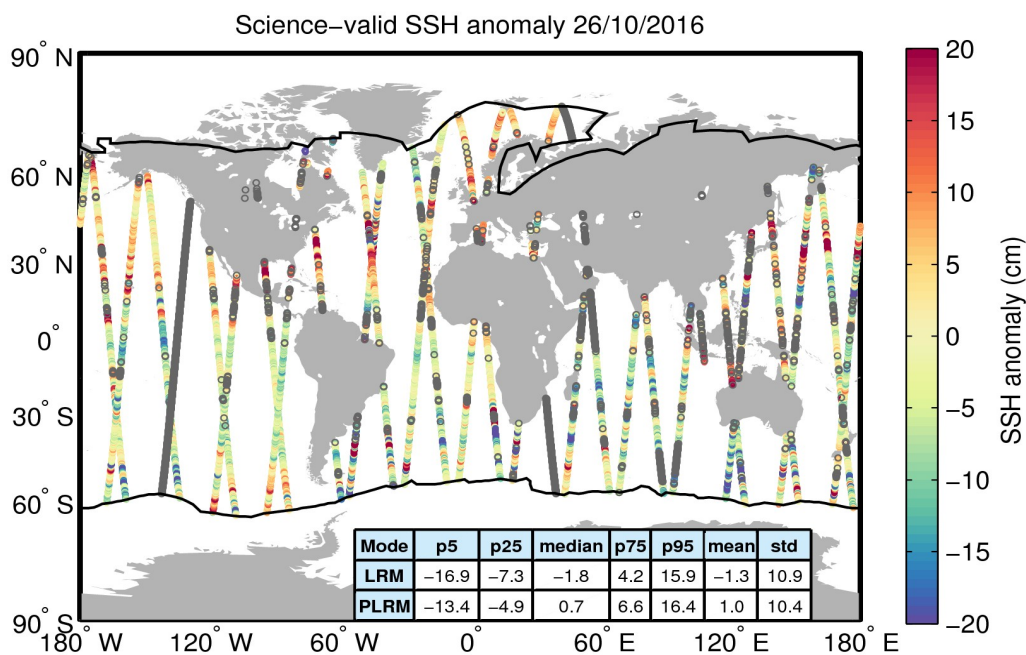 Science−valid SSH anomaly 26/10/2016
90° N
60° N
30° N
0°
30° S
60° S
90° S
180° W
120° W
60° W
0°
60° E
120° E
180° E
Mode p5 p25 median p75 p95 mean std
LRM −16.9 −7.3 −1.8 4.2 15.9 −1.3 10.9
PLRM −13.4 −4.9 0.7 6.6 16.4 1.0 10.4
20
15
10
5
0
−5
−10
−15
−20
SSH anomaly (cm)